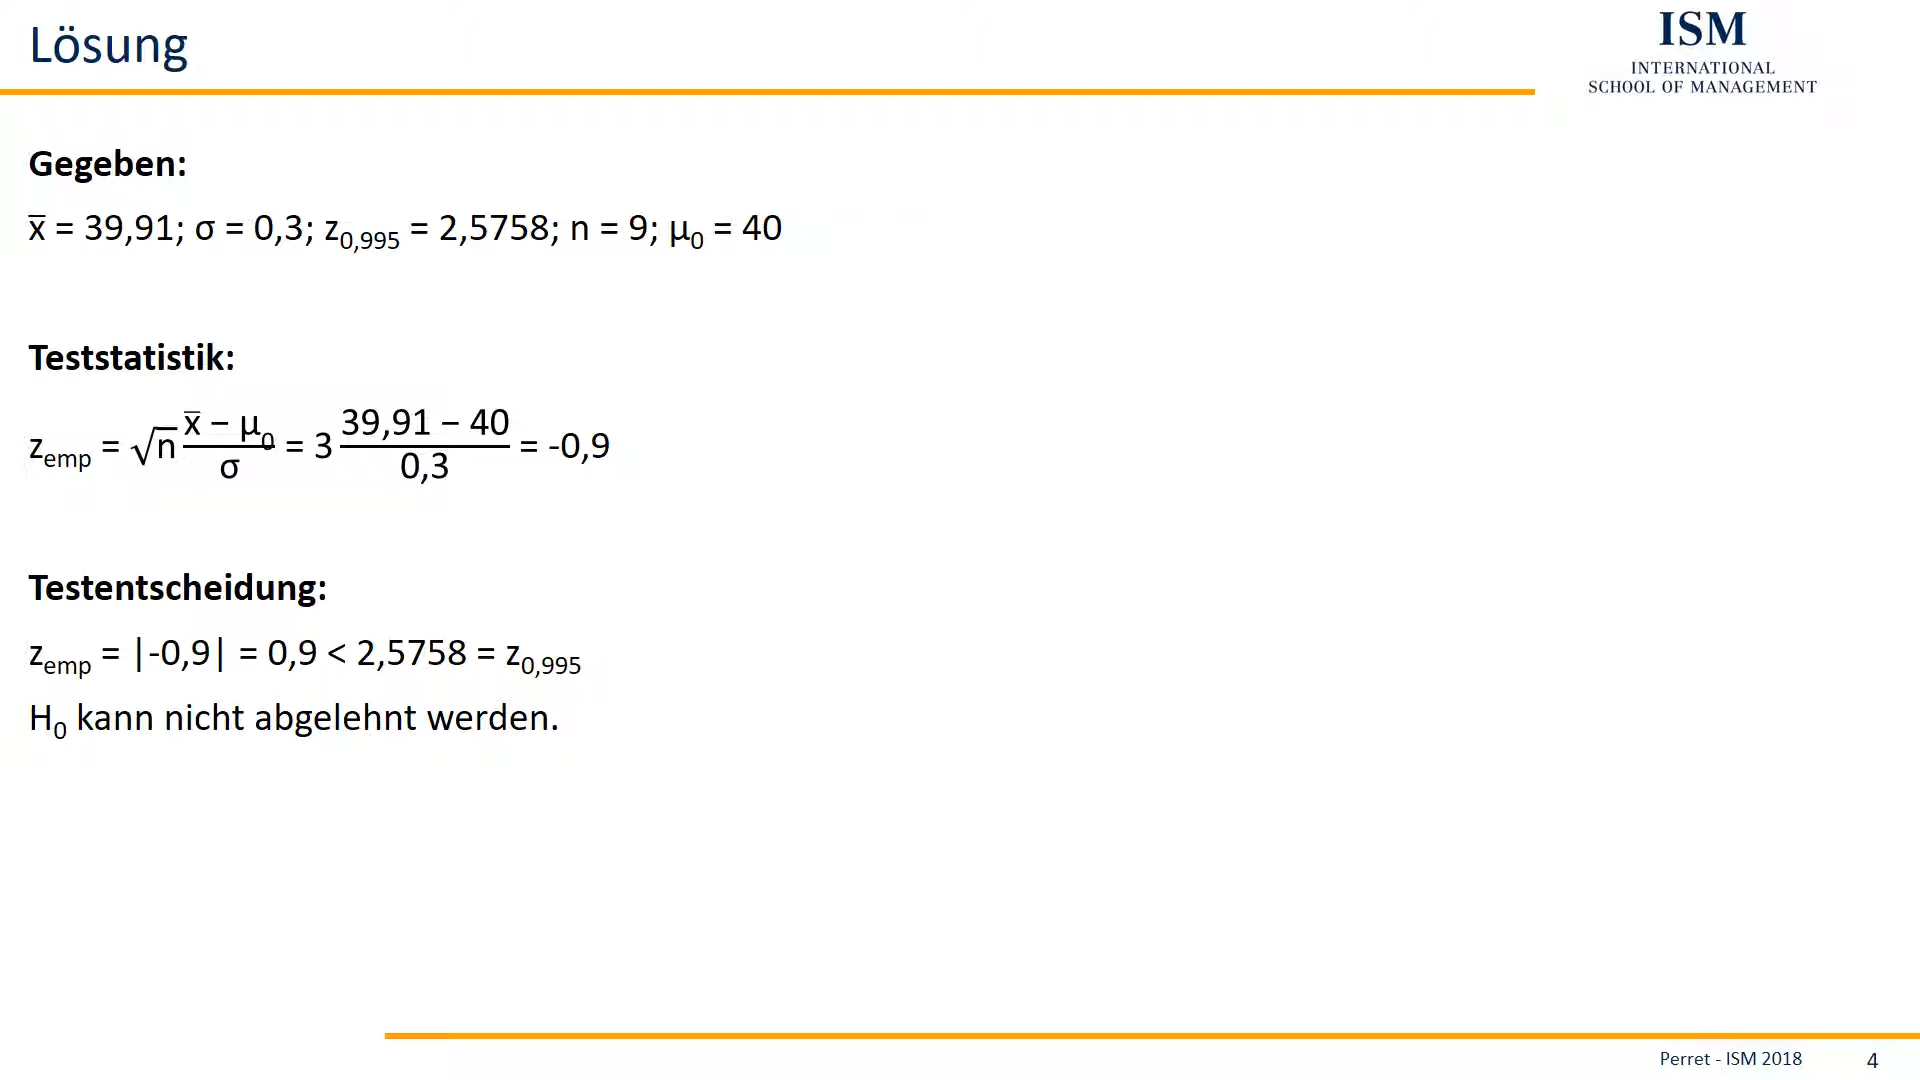 Lösung
ISM
INTERNATIONAL
SCHOOL OF MANAGEMENT
Gegeben:
x̅ = 39,91; σ = 0,3; z0,995 = 2,5758; n = 9; μ0 = 40
Teststatistik:
zemp = √n (x̅ − μ0)/σ = 3 (39,91 − 40)/0,3 = -0,9
Testentscheidung:
zemp = |-0,9| = 0,9 < 2,5758 = z0,995
H0 kann nicht abgelehnt werden.
Perret - ISM 2018
4